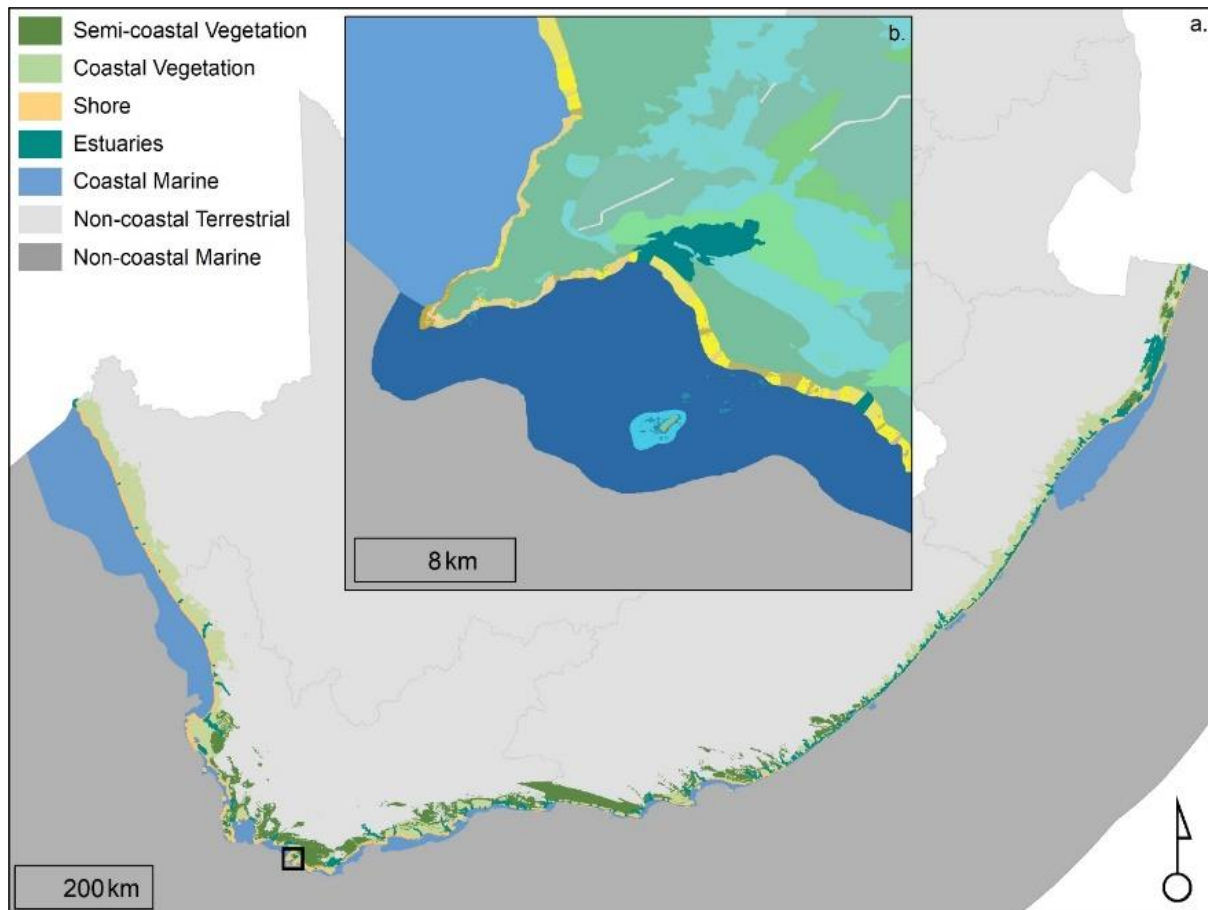 Semi-coastal Vegetation
Coastal Vegetation
Shore
Estuaries
Coastal Marine
Non-coastal Terrestrial
Non-coastal Marine
b.
a.
8 km
200 km